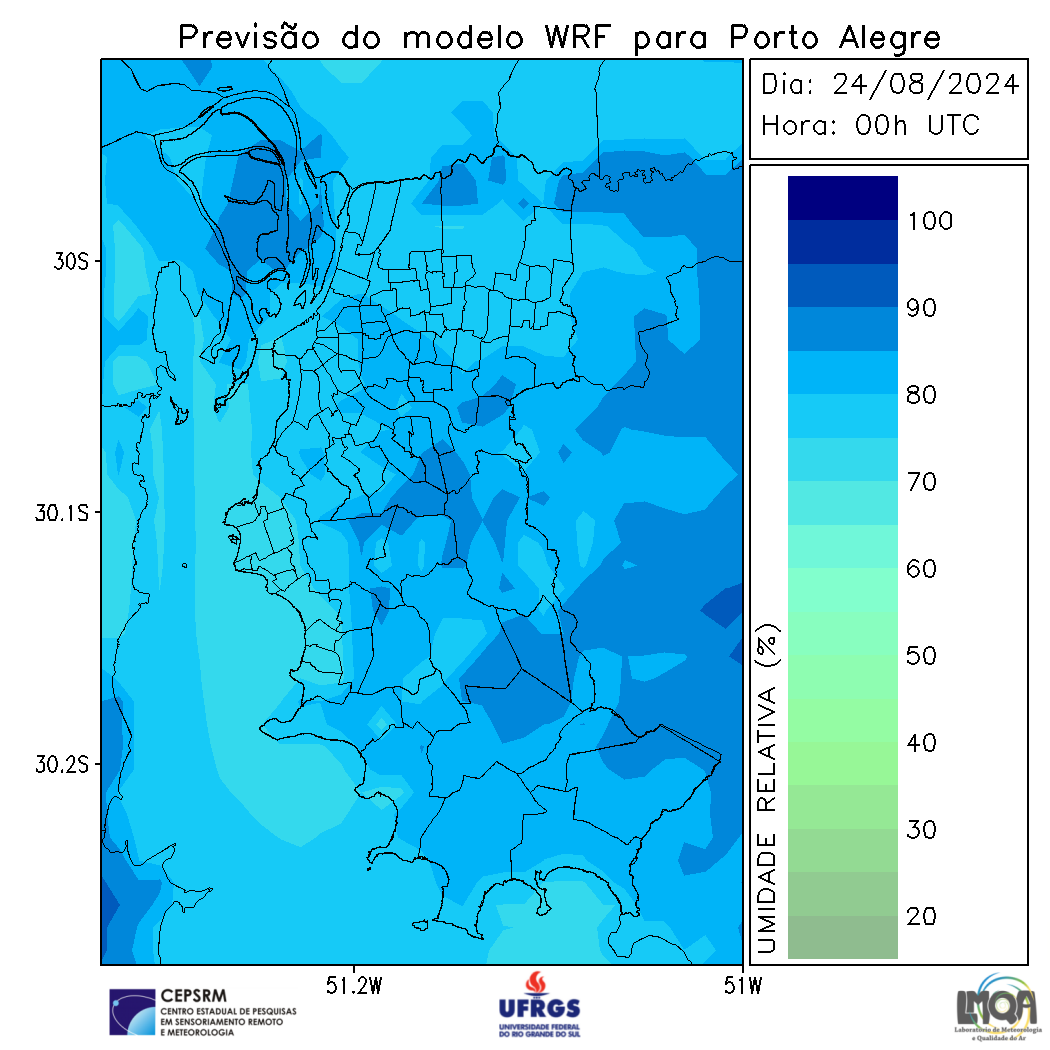 Previsão do modelo WRF para Porto Alegre
Dia: 24/08/2024
Hora: 00h UTC
30S
30.1S
30.2S
51.2W
51W
100
90
80
70
60
50
40
30
20
UMIDADE RELATIVA (%)
CEPSRM
CENTRO ESTADUAL DE PESQUISAS
EM SENSORIAMENTO REMOTO
E METEOROLOGIA
UFRGS
UNIVERSIDADE FEDERAL
DO RIO GRANDE DO SUL
LMQA
Laboratório de Meteorologia
e Qualidade do Ar